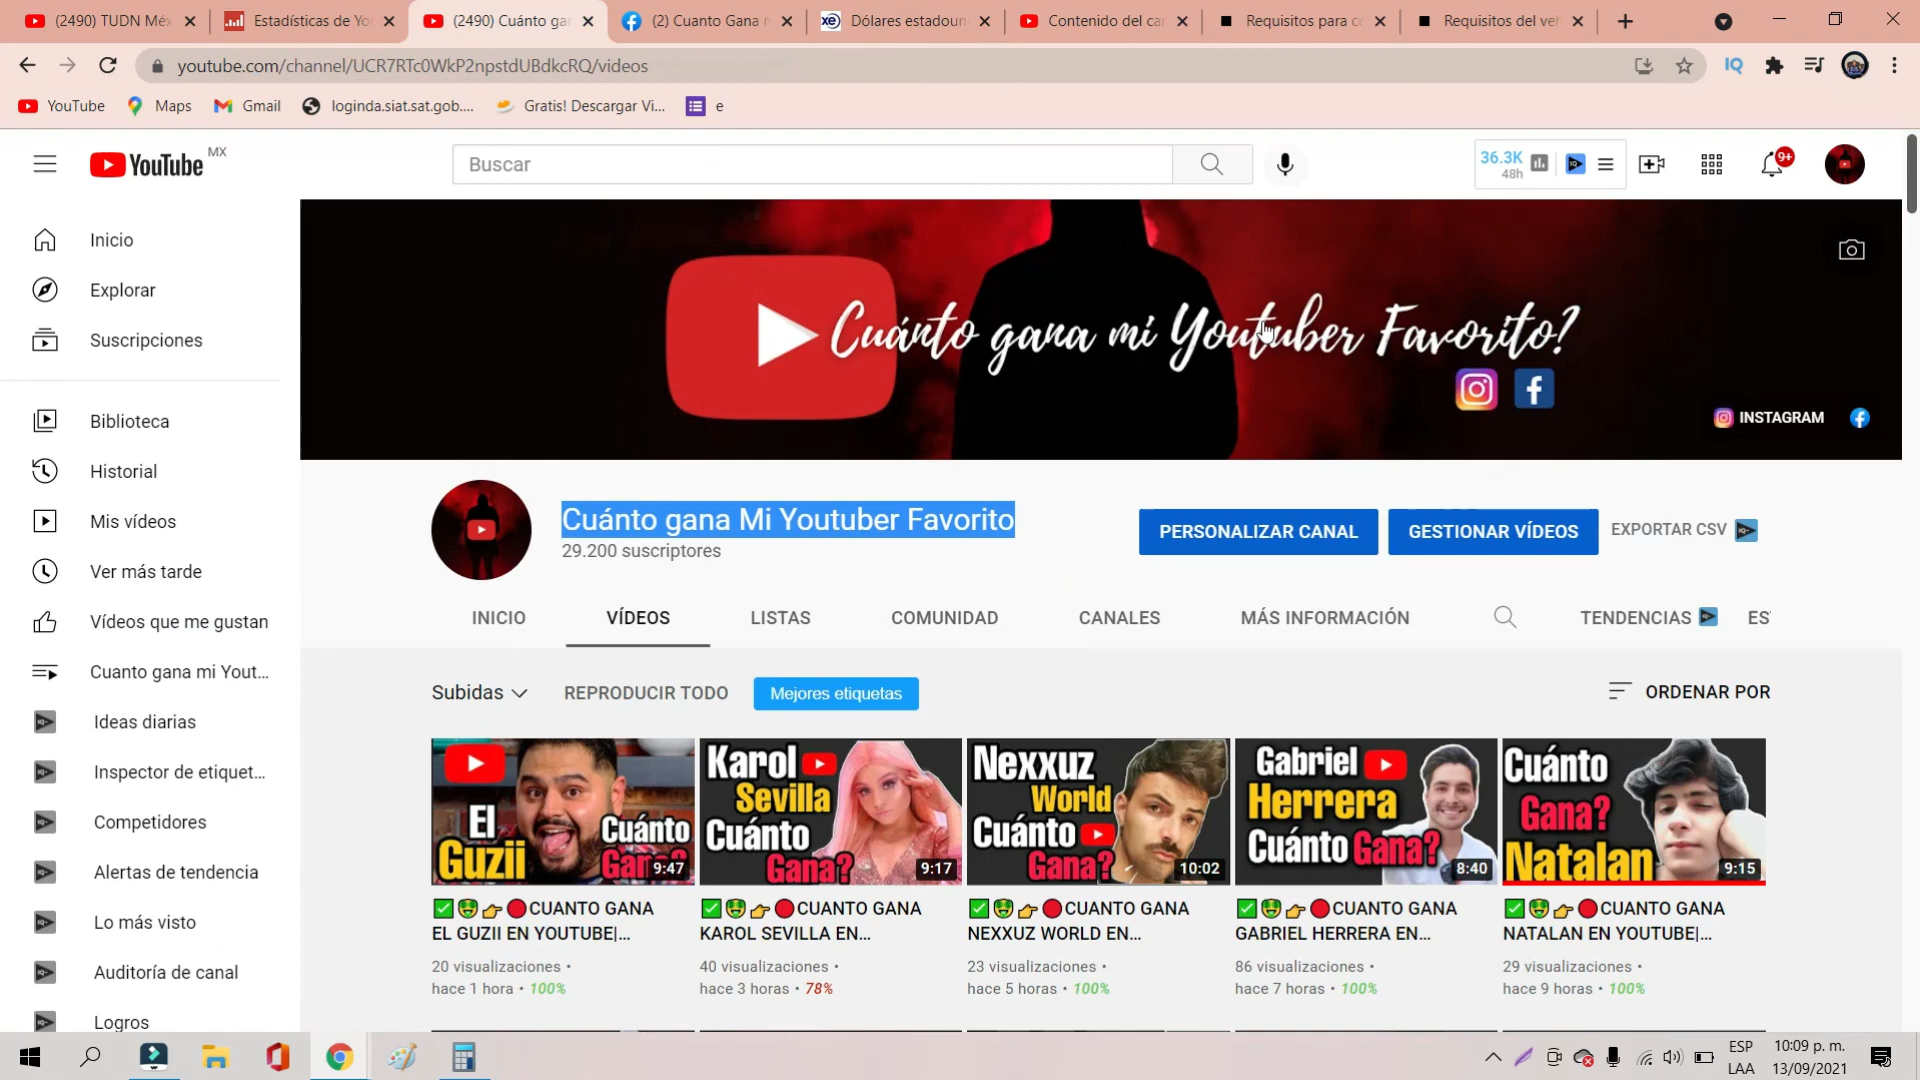 (2490) TUDN Méx
Estadísticas de Yo
(2490) Cuánto gar
(2) Cuanto Gana
Dólares estadoun
Contenido del ca
Requisitos para c
Requisitos del ve
youtube.com/channel/UCR7RTc0WkP2npstdUBdkcRQ/videos
IQ
YouTube
Maps
Gmail
loginda.siat.sat.gob....
Gratis! Descargar Vi...
e
YouTube MX
Buscar
36.3K
48h
9+
Inicio
Explorar
Suscripciones
Biblioteca
Historial
Mis vídeos
Ver más tarde
Vídeos que me gustan
Cuanto gana mi Yout...
Ideas diarias
Inspector de etiquet...
Competidores
Alertas de tendencia
Lo más visto
Auditoría de canal
Logros
Cuánto gana mi Youtuber Favorito?
INSTAGRAM
Cuánto gana Mi Youtuber Favorito
29.200 suscriptores
PERSONALIZAR CANAL
GESTIONAR VÍDEOS
EXPORTAR CSV
INICIO
VÍDEOS
LISTAS
COMUNIDAD
CANALES
MÁS INFORMACIÓN
TENDENCIAS
ES
Subidas
REPRODUCIR TODO
Mejores etiquetas
ORDENAR POR
El
Guzii
Cuánto
Gana?
9:47
Karol
Sevilla
Cuánto
Gana?
9:17
Nexxuz
World
Cuánto
Gana?
10:02
Gabriel
Herrera
Cuánto Gana?
8:40
Cuánto
Gana?
Natalan
9:15
✅🤑👉🔴CUANTO GANA
EL GUZII EN YOUTUBE|...
20 visualizaciones •
hace 1 hora • 100%
✅🤑👉🔴CUANTO GANA
KAROL SEVILLA EN...
40 visualizaciones •
hace 3 horas • 78%
✅🤑👉🔴CUANTO GANA
NEXXUZ WORLD EN...
23 visualizaciones •
hace 5 horas • 100%
✅🤑👉🔴CUANTO GANA
GABRIEL HERRERA EN...
86 visualizaciones •
hace 7 horas • 100%
✅🤑👉🔴CUANTO GANA
NATALAN EN YOUTUBE|...
29 visualizaciones •
hace 9 horas • 100%
ESP
LAA
10:09 p. m.
13/09/2021